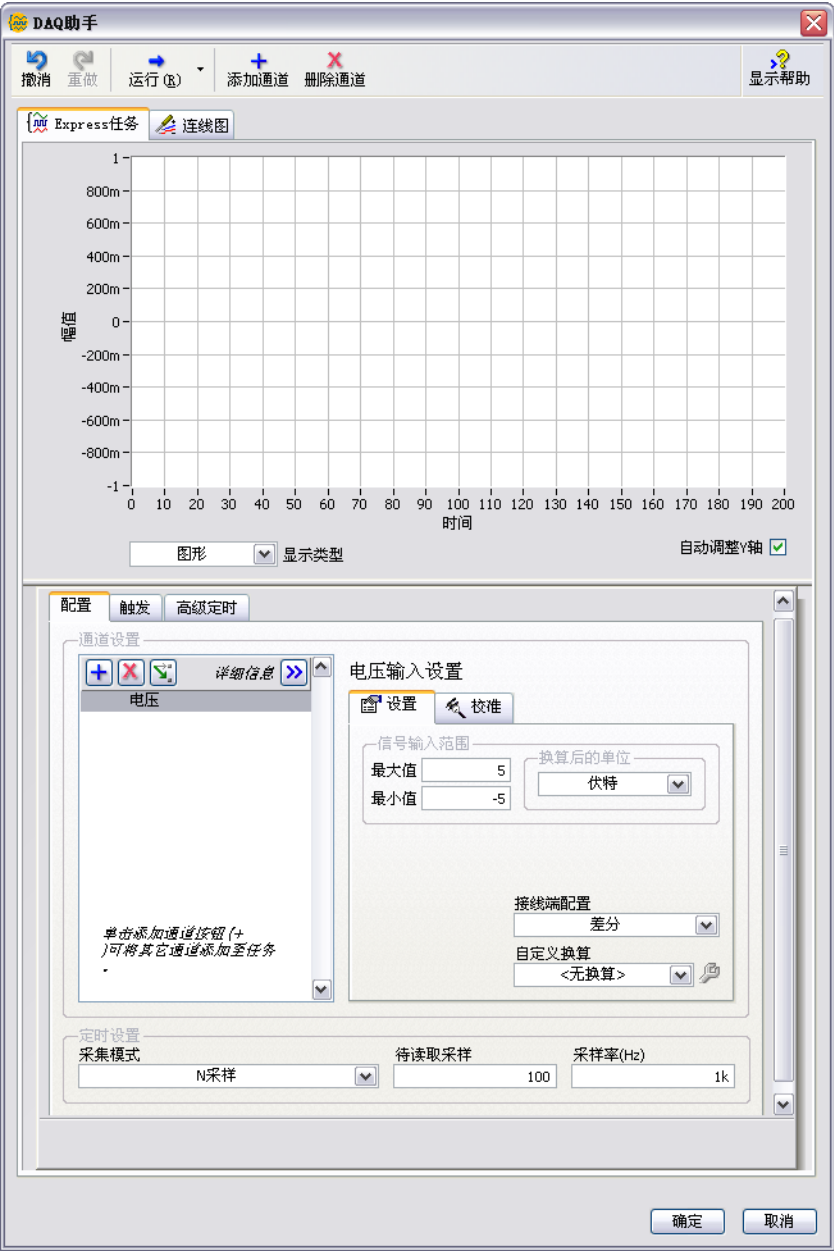 DAQ助手
撤消 重做 运行(R) 添加通道 删除通道 显示帮助
Express任务 连线图
1
800m
600m
400m
200m
0
-200m
-400m
-600m
-800m
-1
幅值
0 10 20 30 40 50 60 70 80 90 100 110 120 130 140 150 160 170 180 190 200
时间
图形 显示类型 自动调整Y轴
配置 触发 高级定时
通道设置
详细信息
电压
单击添加通道按钮(+
)可将其它通道添加至任务
.
电压输入设置
设置 校准
信号输入范围
最大值 5
最小值 -5
换算后的单位
伏特
接线端配置
差分
自定义换算
<无换算>
定时设置
采集模式 待读取采样 采样率(Hz)
N采样 100 1k
确定 取消